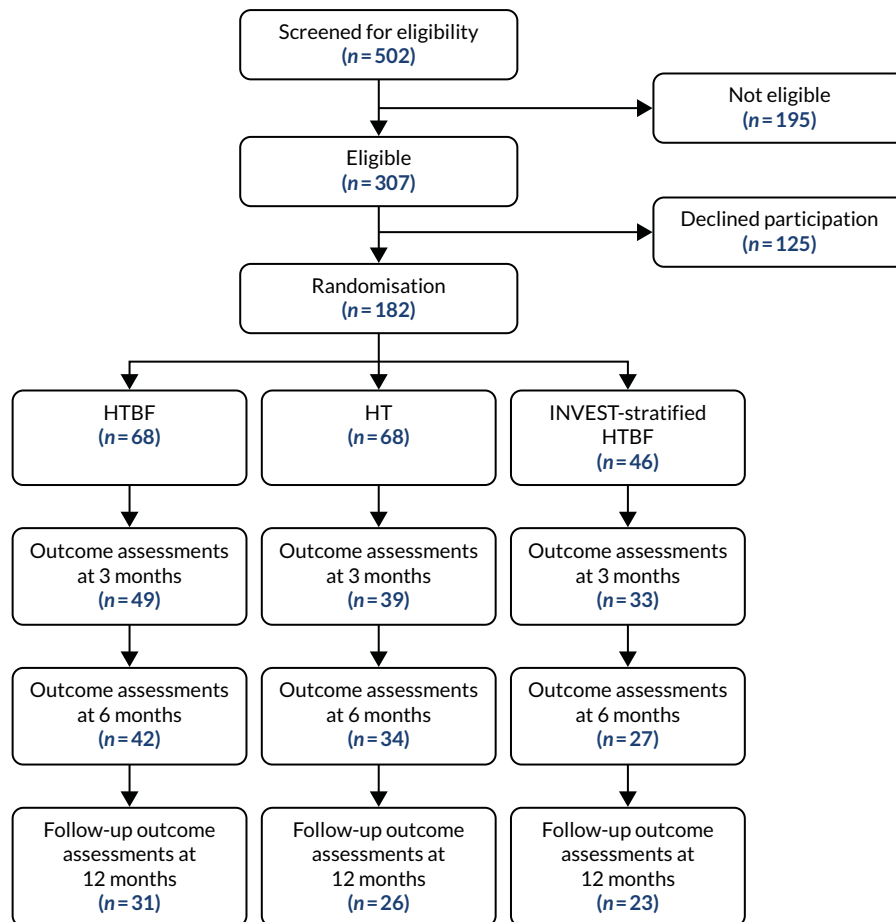 Screened for eligibility
(n = 502)
Not eligible
(n = 195)
Eligible
(n = 307)
Declined participation
(n = 125)
Randomisation
(n = 182)
HTBF
(n = 68)
HT
(n = 68)
INVEST-stratified
HTBF
(n = 46)
Outcome assessments
at 3 months
(n = 49)
Outcome assessments
at 3 months
(n = 39)
Outcome assessments
at 3 months
(n = 33)
Outcome assessments
at 6 months
(n = 42)
Outcome assessments
at 6 months
(n = 34)
Outcome assessments
at 6 months
(n = 27)
Follow-up outcome
assessments at
12 months
(n = 31)
Follow-up outcome
assessments at
12 months
(n = 26)
Follow-up outcome
assessments at
12 months
(n = 23)